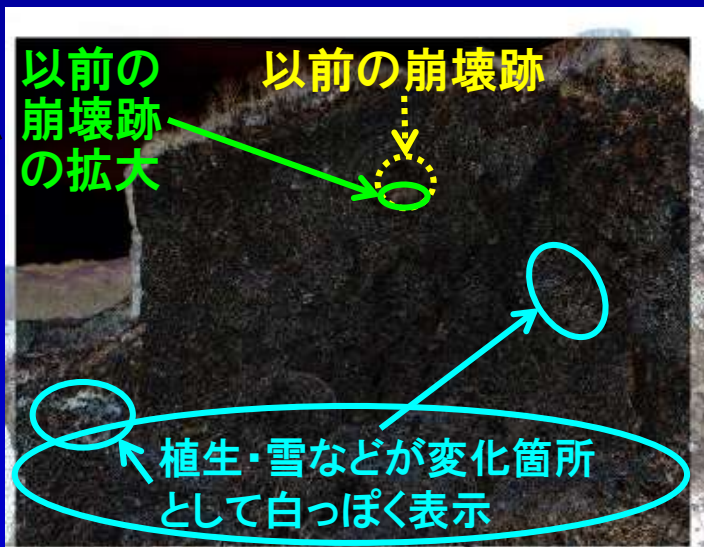 以前の
崩壊跡
の拡大
以前の崩壊跡
植生・雪などが変化箇所
として白っぽく表示